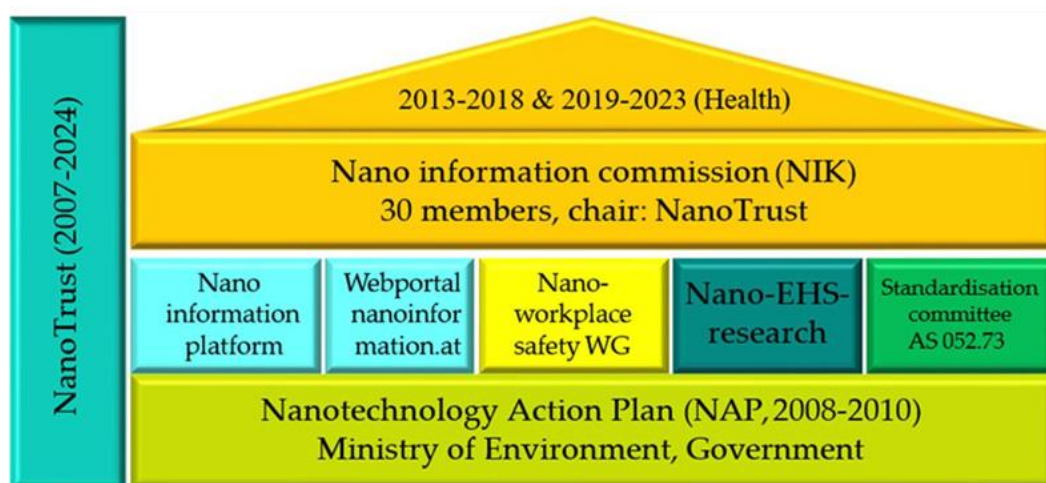 NanoTrust (2007-2024)
2013-2018 & 2019-2023 (Health)
Nano information commission (NIK)
30 members, chair: NanoTrust
Nano
information
platform
Webportal
nanoinfor
mation.at
Nano-
workplace
safety WG
Nano-EHS-
research
Standardisation
committee
AS 052.73
Nanotechnology Action Plan (NAP, 2008-2010)
Ministry of Environment, Government